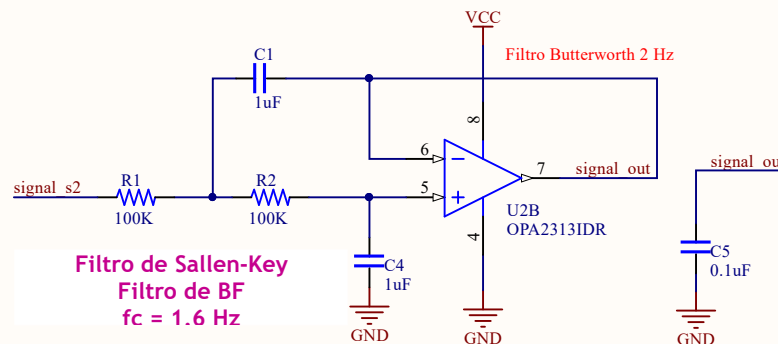 VCC
Filtro Butterworth 2 Hz
C1
1uF
8
6
7
signal_out
signal_ou
signal_s2
R1
R2
5
100K
100K
U2B
OPA2313IDR
4
C4
1uF
C5
0.1uF
Filtro de Sallen-Key
Filtro de BF
fc = 1.6 Hz
GND
GND
GND